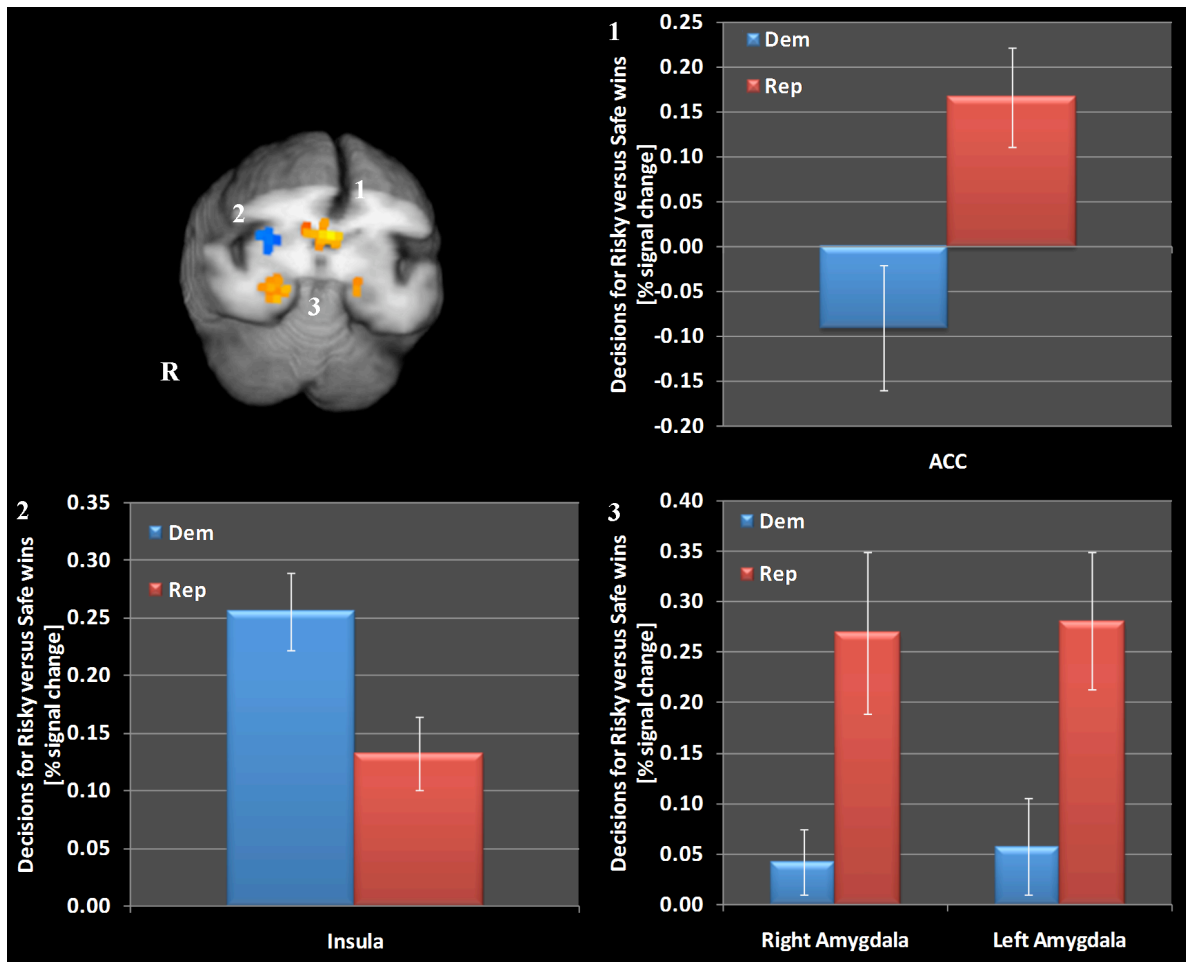 1
2
3
R
1
Dem
Rep
Decisions for Risky versus Safe wins
[% signal change]
0.25
0.20
0.15
0.10
0.05
0.00
-0.05
-0.10
-0.15
-0.20
ACC
2
Dem
Rep
Decisions for Risky versus Safe wins
[% signal change]
0.35
0.30
0.25
0.20
0.15
0.10
0.05
0.00
Insula
3
Dem
Rep
Decisions for Risky versus Safe wins
[% signal change]
0.40
0.35
0.30
0.25
0.20
0.15
0.10
0.05
0.00
Right Amygdala
Left Amygdala